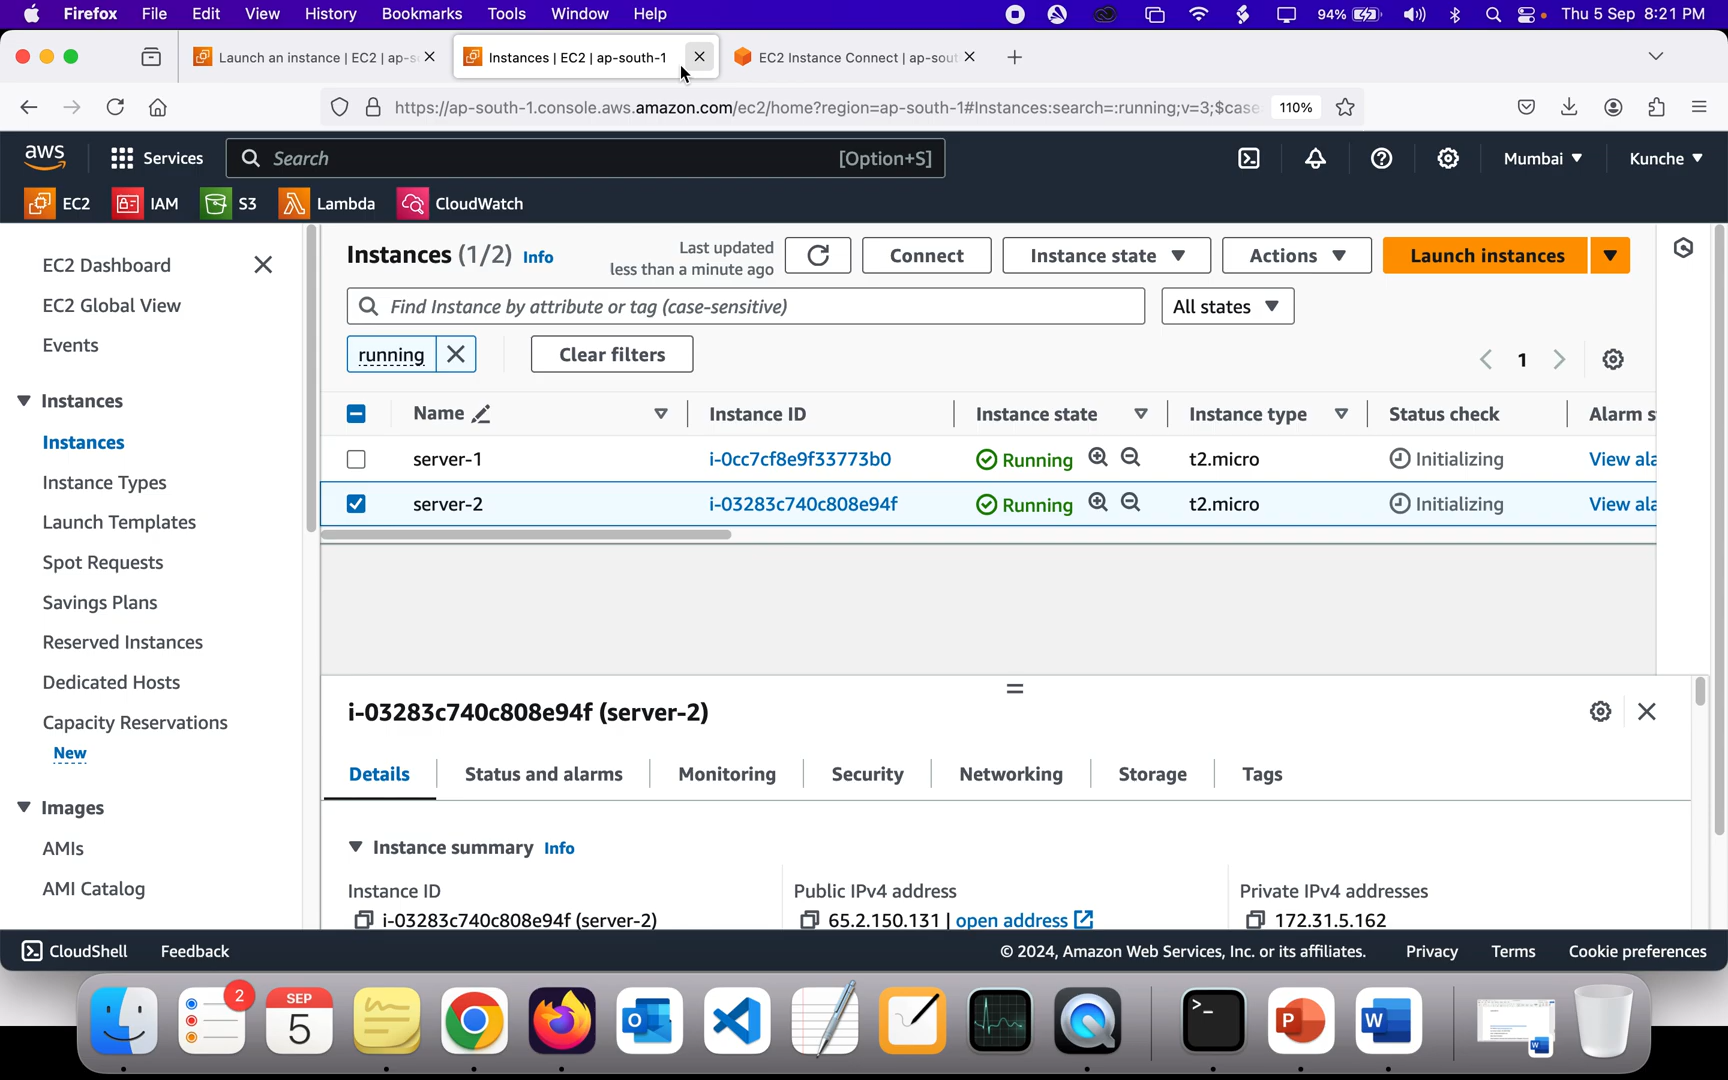 Firefox File Edit View History Bookmarks Tools Window Help 94% Thu 5 Sep 8:21 PM
Launch an instance | EC2 | ap-s Instances | EC2 | ap-south-1 EC2 Instance Connect | ap-sout
https://ap-south-1.console.aws.amazon.com/ec2/home?region=ap-south-1#Instances:search=:running;v=3;$case 110%
aws Services Search [Option+S] Mumbai Kunche
EC2 IAM S3 Lambda CloudWatch
EC2 Dashboard
EC2 Global View
Events
Instances
Instances
Instance Types
Launch Templates
Spot Requests
Savings Plans
Reserved Instances
Dedicated Hosts
Capacity Reservations
New
Images
AMIs
AMI Catalog
Instances (1/2) Info Last updated less than a minute ago Connect Instance state Actions Launch instances
Find Instance by attribute or tag (case-sensitive) All states
running Clear filters 1
Name Instance ID Instance state Instance type Status check Alarm s
server-1 i-0cc7cf8e9f33773b0 Running t2.micro Initializing View ala
server-2 i-03283c740c808e94f Running t2.micro Initializing View ala
i-03283c740c808e94f (server-2)
Details Status and alarms Monitoring Security Networking Storage Tags
Instance summary Info
Instance ID Public IPv4 address Private IPv4 addresses
i-03283c740c808e94f (server-2) 65.2.150.131 | open address 172.31.5.162
CloudShell Feedback © 2024, Amazon Web Services, Inc. or its affiliates. Privacy Terms Cookie preferences
2
SEP
5
P
W